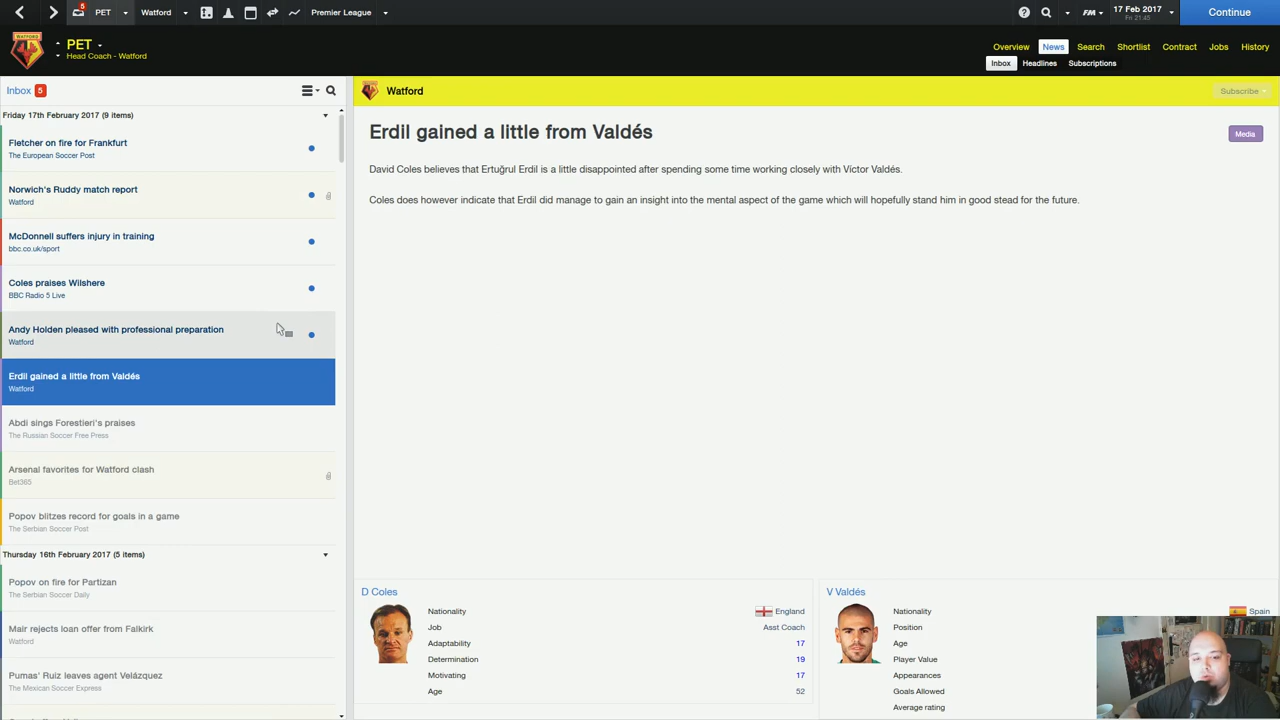 5
PET
Watford
Premier League
FM
17 Feb 2017
Fri 21:45
Continue
WATFORD
PET
Head Coach - Watford
Overview
News
Search
Shortlist
Contract
Jobs
History
Inbox
Headlines
Subscriptions
Inbox 5
Friday 17th February 2017 (9 items)
Fletcher on fire for Frankfurt
The European Soccer Post
Norwich's Ruddy match report
Watford
McDonnell suffers injury in training
bbc.co.uk/sport
Coles praises Wilshere
BBC Radio 5 Live
Andy Holden pleased with professional preparation
Watford
Erdil gained a little from Valdés
Watford
Abdi sings Forestieri's praises
The Russian Soccer Free Press
Arsenal favorites for Watford clash
Bet365
Popov blitzes record for goals in a game
The Serbian Soccer Post
Thursday 16th February 2017 (5 items)
Popov on fire for Partizan
The Serbian Soccer Daily
Mair rejects loan offer from Falkirk
Watford
Pumas' Ruiz leaves agent Velázquez
The Mexican Soccer Express
Watford
Subscribe
Erdil gained a little from Valdés
Media
David Coles believes that Ertuğrul Erdil is a little disappointed after spending some time working closely with Víctor Valdés.
Coles does however indicate that Erdil did manage to gain an insight into the mental aspect of the game which will hopefully stand him in good stead for the future.
D Coles
Nationality England
Job Asst Coach
Adaptability 17
Determination 19
Motivating 17
Age 52
V Valdés
Nationality Spain
Position
Age
Player Value
Appearances
Goals Allowed
Average rating